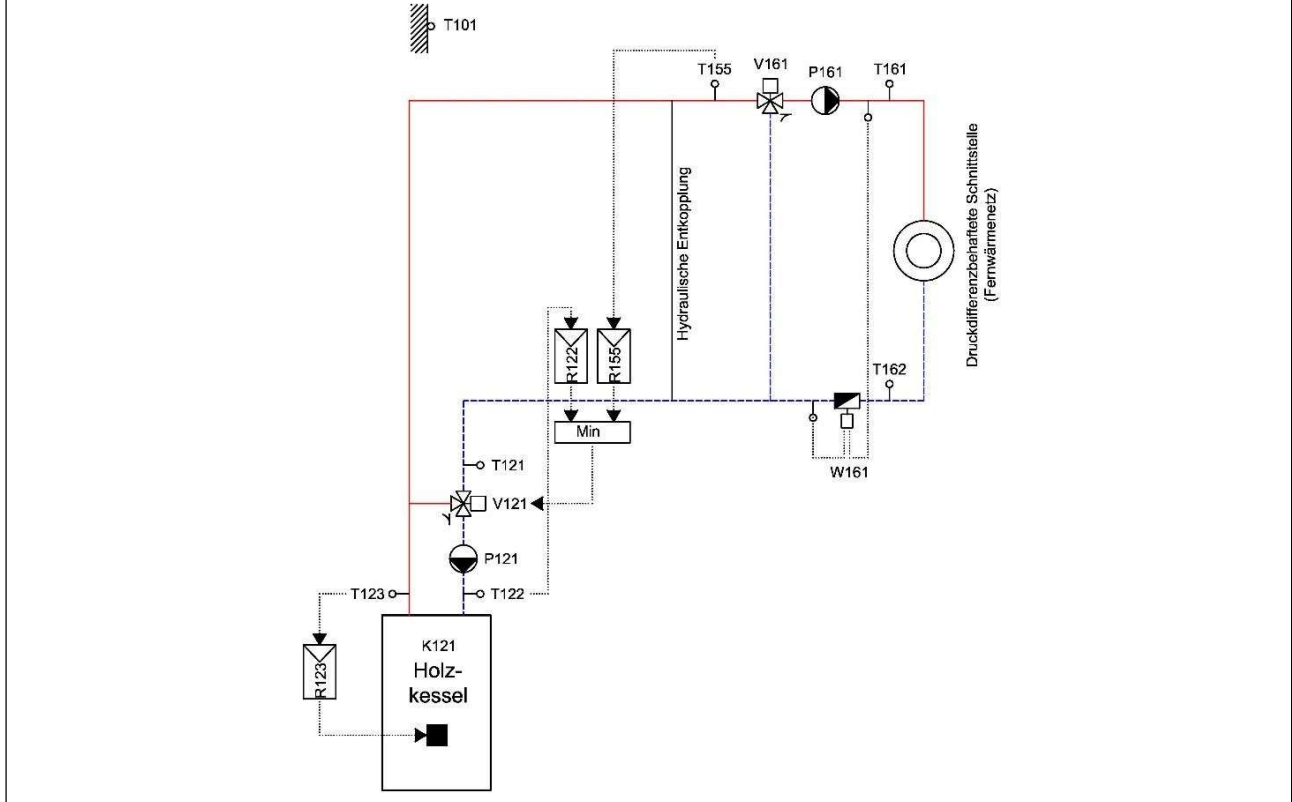 T101
T155
V161
P161
T161
Hydraulische Entkopplung
Druckdifferenzbehaftete Schnittstelle
(Fernwärmenetz)
R122
R155
T162
Min
W161
T121
V121
P121
T123
T122
R123
K121
Holz-
kessel